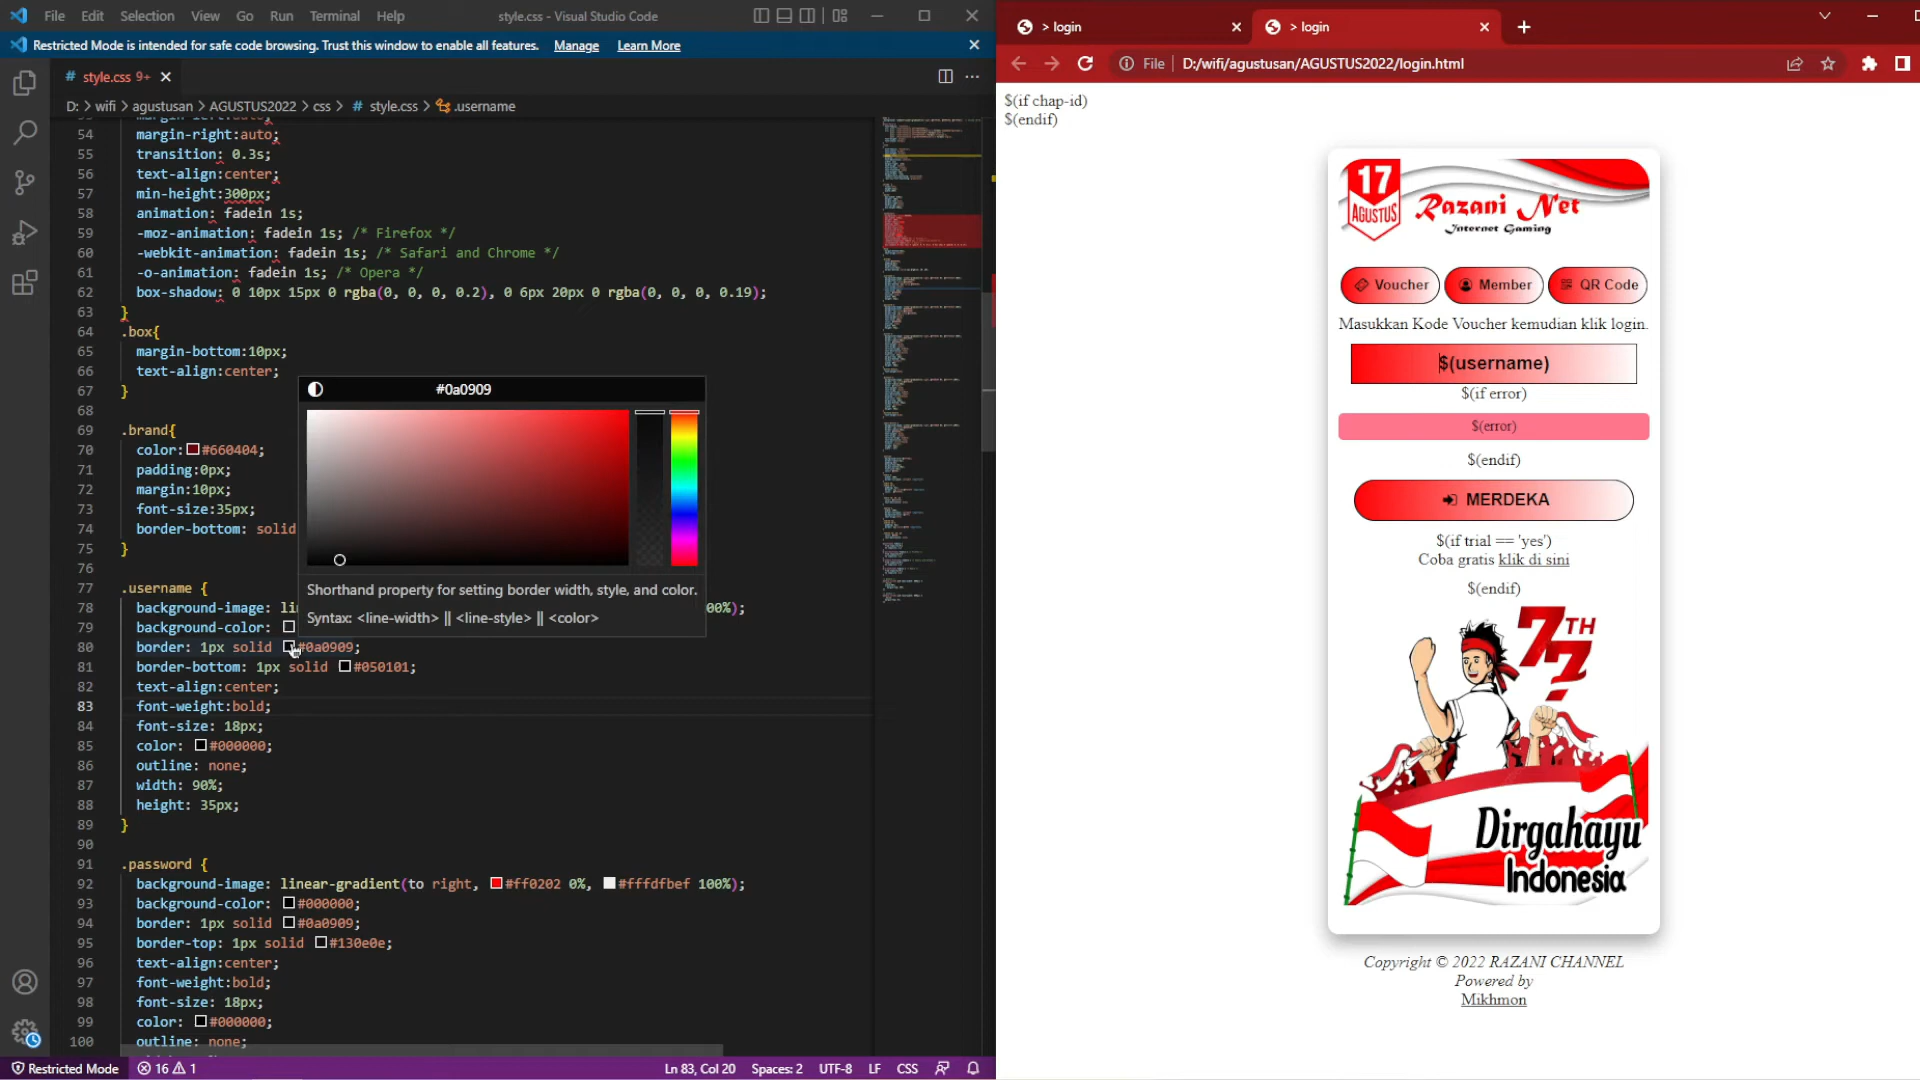 File Edit Selection View Go Run Terminal Help
style.css - Visual Studio Code
Restricted Mode is intended for safe code browsing. Trust this window to enable all features. Manage Learn More
# style.css 9+
D: > wifi > agustusan > AGUSTUS2022 > css > # style.css > .username
margin-left:auto;
54 margin-right:auto;
55 transition: 0.3s;
56 text-align:center;
57 min-height:300px;
58 animation: fadein 1s;
59 -moz-animation: fadein 1s; /* Firefox */
60 -webkit-animation: fadein 1s; /* Safari and Chrome */
61 -o-animation: fadein 1s; /* Opera */
62 box-shadow: 0 10px 15px 0 rgba(0, 0, 0, 0.2), 0 6px 20px 0 rgba(0, 0, 0, 0.19);
63 }
64 .box{
65 margin-bottom:10px;
66 text-align:center;
67 }
68
69 .brand{
70 color:#660404;
71 padding:0px;
72 margin:10px;
73 font-size:35px;
74 border-bottom: solid
75 }
76
#0a0909
Shorthand property for setting border width, style, and color.
Syntax: <line-width> || <line-style> || <color>
77 .username {
78 background-image: li 00%);
79 background-color:
80 border: 1px solid #0a0909;
81 border-bottom: 1px solid #050101;
82 text-align:center;
83 font-weight:bold;
84 font-size: 18px;
85 color: #000000;
86 outline: none;
87 width: 90%;
88 height: 35px;
89 }
90
91 .password {
92 background-image: linear-gradient(to right, #ff0202 0%, #fffdfbef 100%);
93 background-color: #000000;
94 border: 1px solid #0a0909;
95 border-top: 1px solid #130e0e;
96 text-align:center;
97 font-weight:bold;
98 font-size: 18px;
99 color: #000000;
100 outline: none;
Restricted Mode 16 1 Ln 83, Col 20 Spaces: 2 UTF-8 LF CSS
> login
> login
File D:/wifi/agustusan/AGUSTUS2022/login.html
$(if chap-id)
$(endif)
17
AGUSTUS
Razani Net
Internet Gaming
Voucher Member QR Code
Masukkan Kode Voucher kemudian klik login.
$(username)
$(if error)
$(error)
$(endif)
MERDEKA
$(if trial == 'yes')
Coba gratis klik di sini
$(endif)
77TH
Dirgahayu
Indonesia
Copyright © 2022 RAZANI CHANNEL
Powered by
Mikhmon